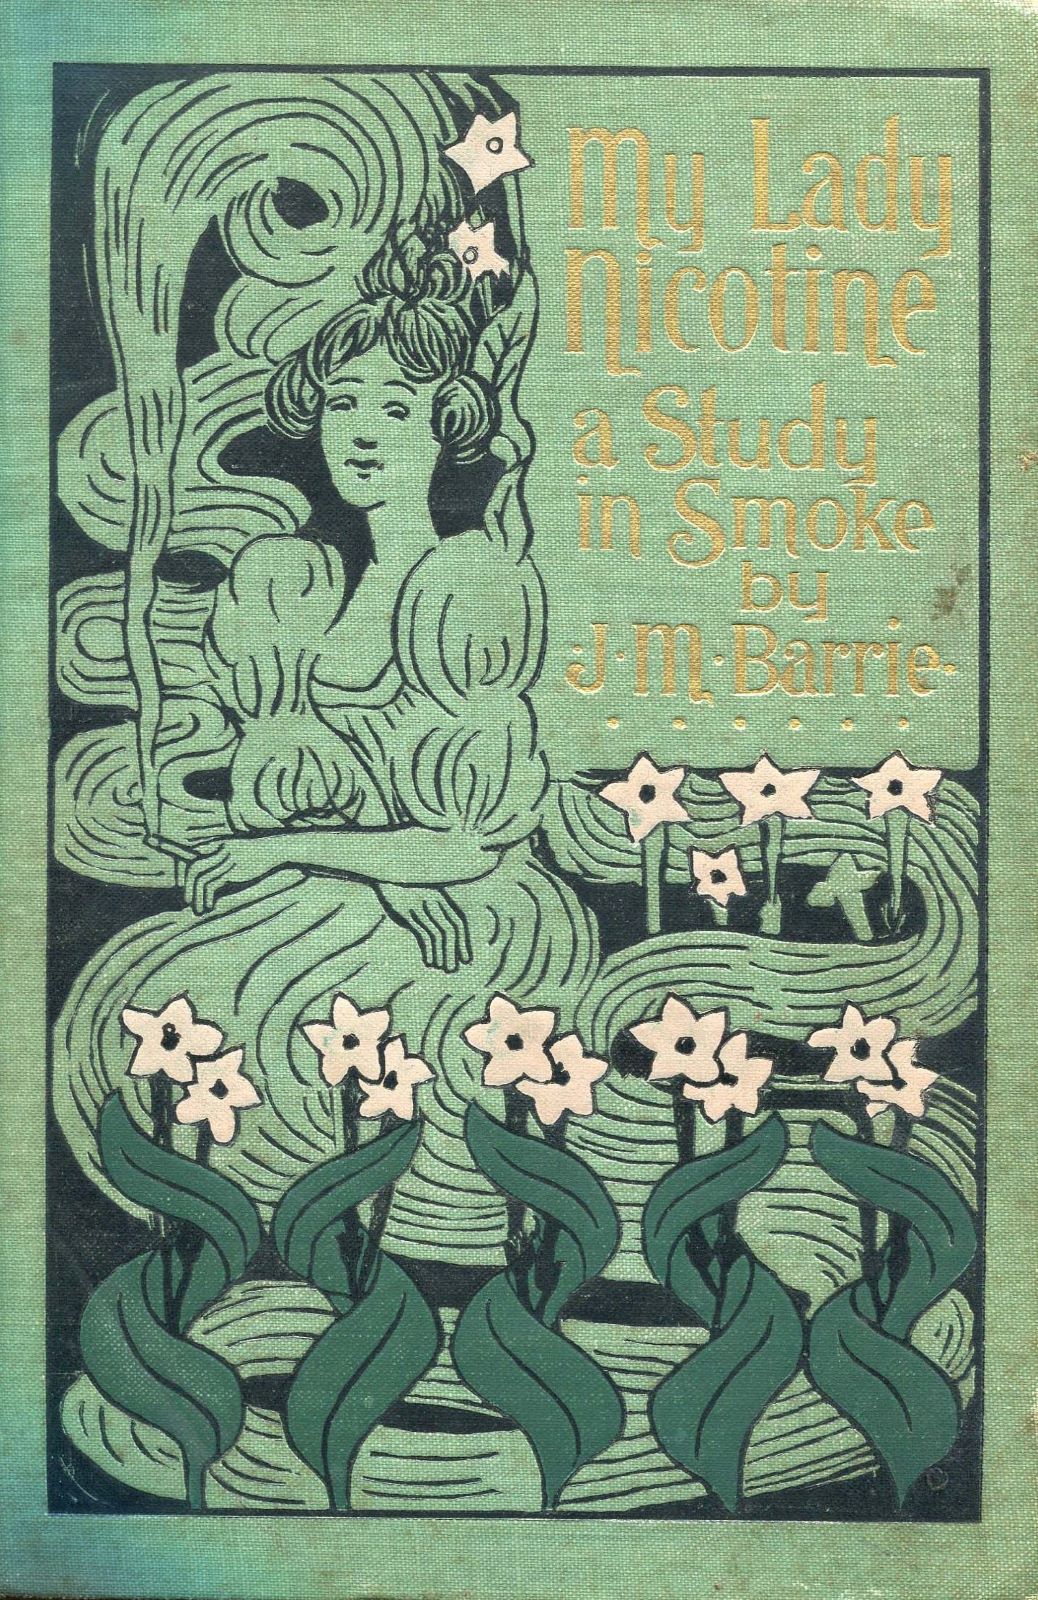 My Lady
Nicotine
a Study
in Smoke
by
·J·M·Barrie·